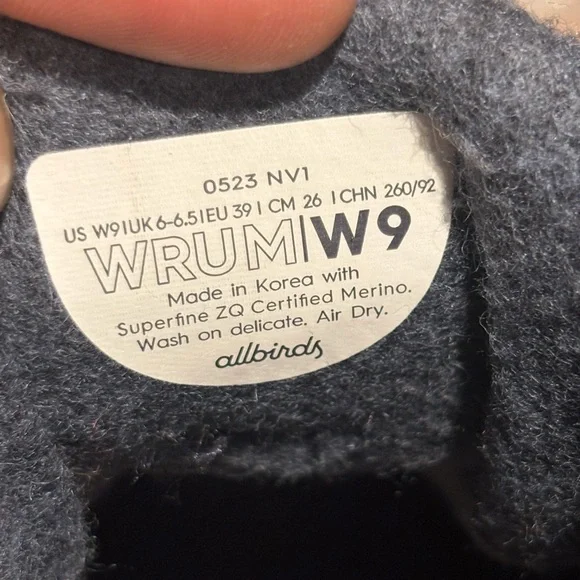 0523 NV1
US W9 | UK 6-6.5 | EU 39 | CM 26 | CHN 260/92
WRUM|W9
Made in Korea with
Superfine ZQ Certified Merino.
Wash on delicate. Air Dry.
allbirds